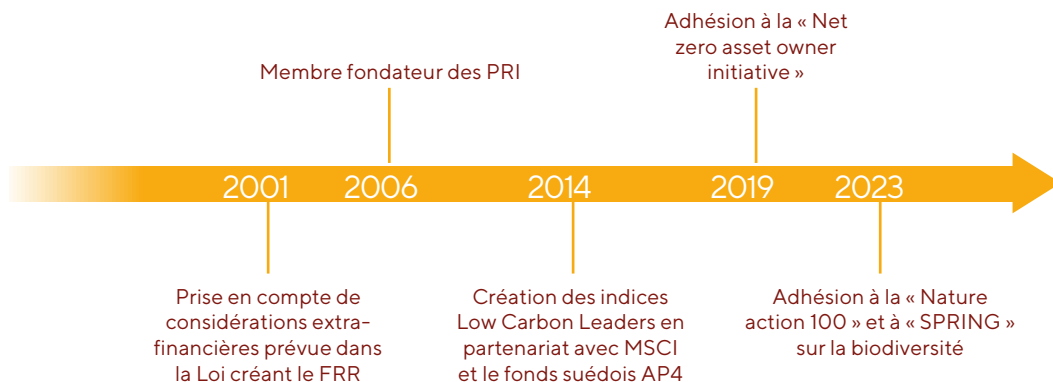 Adhésion à la « Net
zero asset owner
initiative »
Membre fondateur des PRI
2001 2006 2014 2019 2023
Prise en compte de
considérations extra-
financières prévue dans
la Loi créant le FRR
Création des indices
Low Carbon Leaders en
partenariat avec MSCI
et le fonds suédois AP4
Adhésion à la « Nature
action 100 » et à « SPRING »
sur la biodiversité